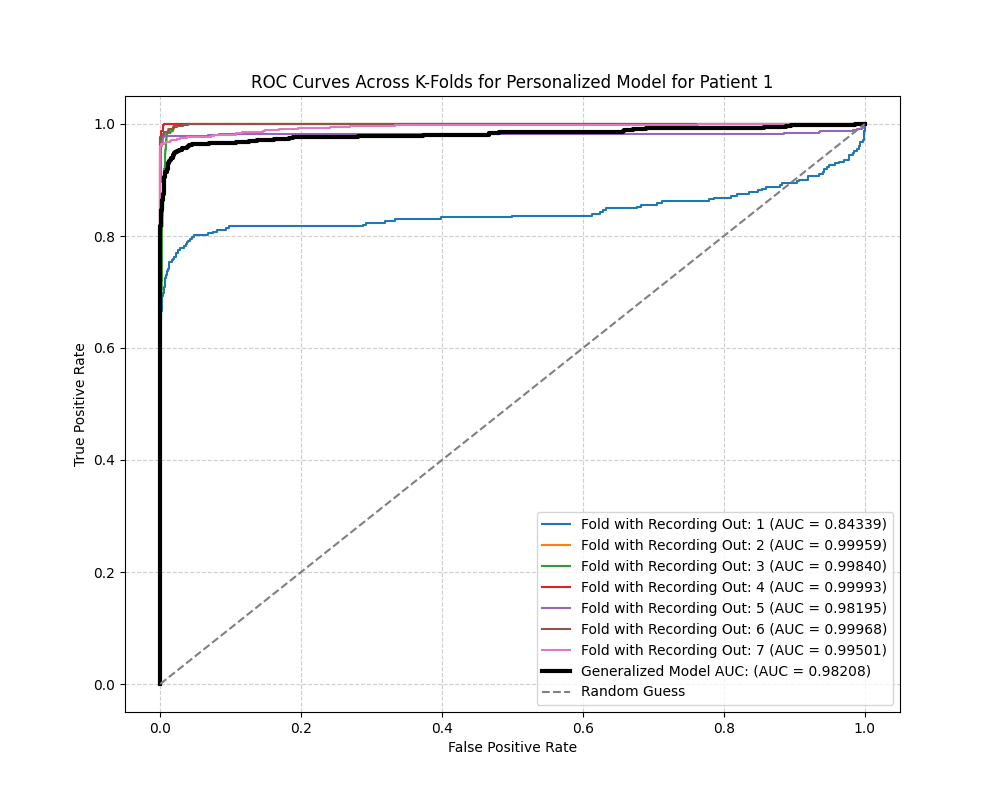 ROC Curves Across K-Folds for Personalized Model for Patient 1
True Positive Rate
1.0
0.8
0.6
0.4
0.2
0.0
Fold with Recording Out: 1 (AUC = 0.84339)
Fold with Recording Out: 2 (AUC = 0.99959)
Fold with Recording Out: 3 (AUC = 0.99840)
Fold with Recording Out: 4 (AUC = 0.99993)
Fold with Recording Out: 5 (AUC = 0.98195)
Fold with Recording Out: 6 (AUC = 0.99968)
Fold with Recording Out: 7 (AUC = 0.99501)
Generalized Model AUC: (AUC = 0.98208)
Random Guess
0.0 0.2 0.4 0.6 0.8 1.0
False Positive Rate